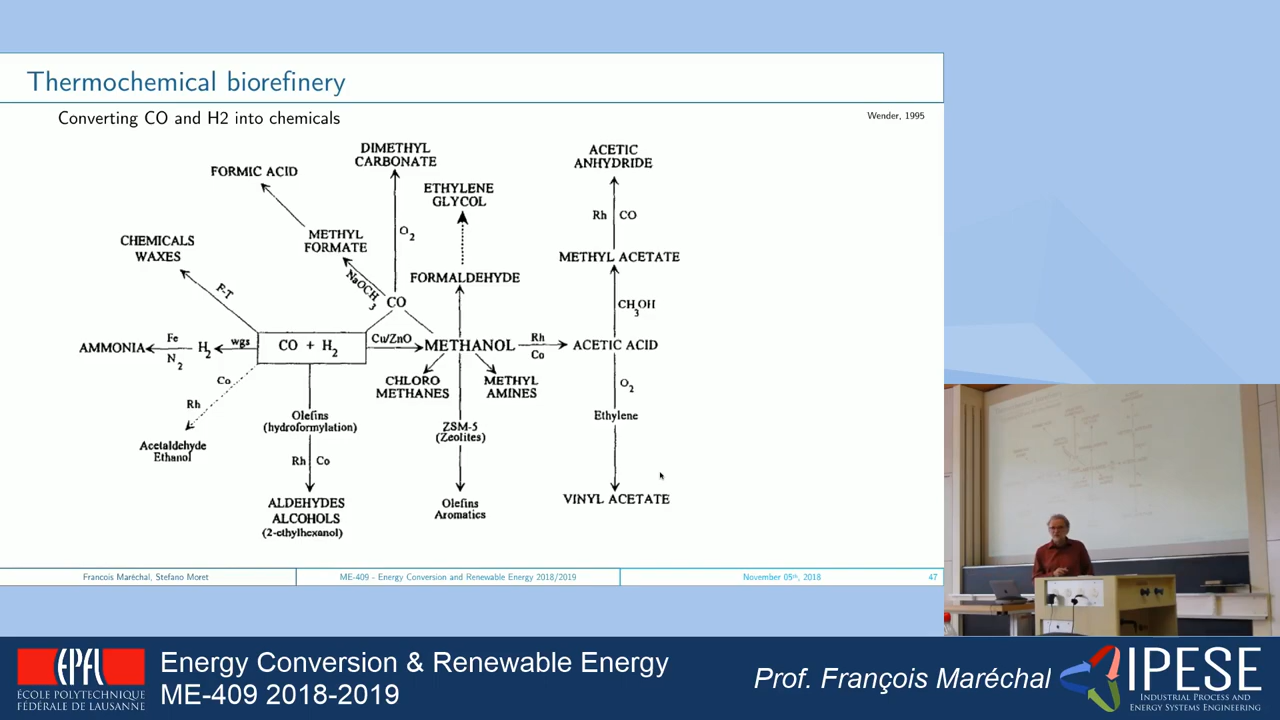 Thermochemical biorefinery
Converting CO and H2 into chemicals
Wender, 1995
DIMETHYL
CARBONATE
ACETIC
ANHYDRIDE
FORMIC ACID
ETHYLENE
GLYCOL
Rh CO
METHYL
FORMATE
O2
CHEMICALS
WAXES
METHYL ACETATE
FORMALDEHYDE
F-T
NaOCH3
CO
CH3OH
AMMONIA
Fe
N2
H2
wgs
CO + H2
Cu/ZnO
METHANOL
Rh
Co
ACETIC ACID
Co
Rh
CHLORO
METHANES
METHYL
AMINES
O2
Acetaldehyde
Ethanol
Olefins
(hydroformylation)
ZSM-5
(Zeolites)
Ethylene
Rh Co
ALDEHYDES
ALCOHOLS
(2-ethylhexanol)
Olefins
Aromatics
VINYL ACETATE
Francois Maréchal, Stefano Moret
ME-409 - Energy Conversion and Renewable Energy 2018/2019
November 05th, 2018
47
EPFL
ÉCOLE POLYTECHNIQUE
FÉDÉRALE DE LAUSANNE
Energy Conversion & Renewable Energy
ME-409 2018-2019
Prof. François Maréchal
IPESE
Industrial Process and
Energy Systems Engineering